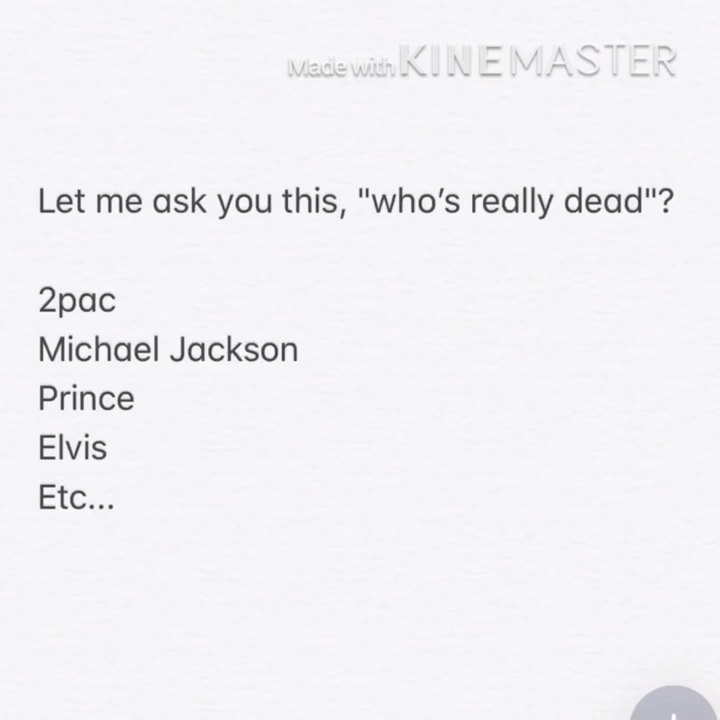 Made with KINEMASTER
Let me ask you this, "who’s really dead"?
2pac
Michael Jackson
Prince
Elvis
Etc...